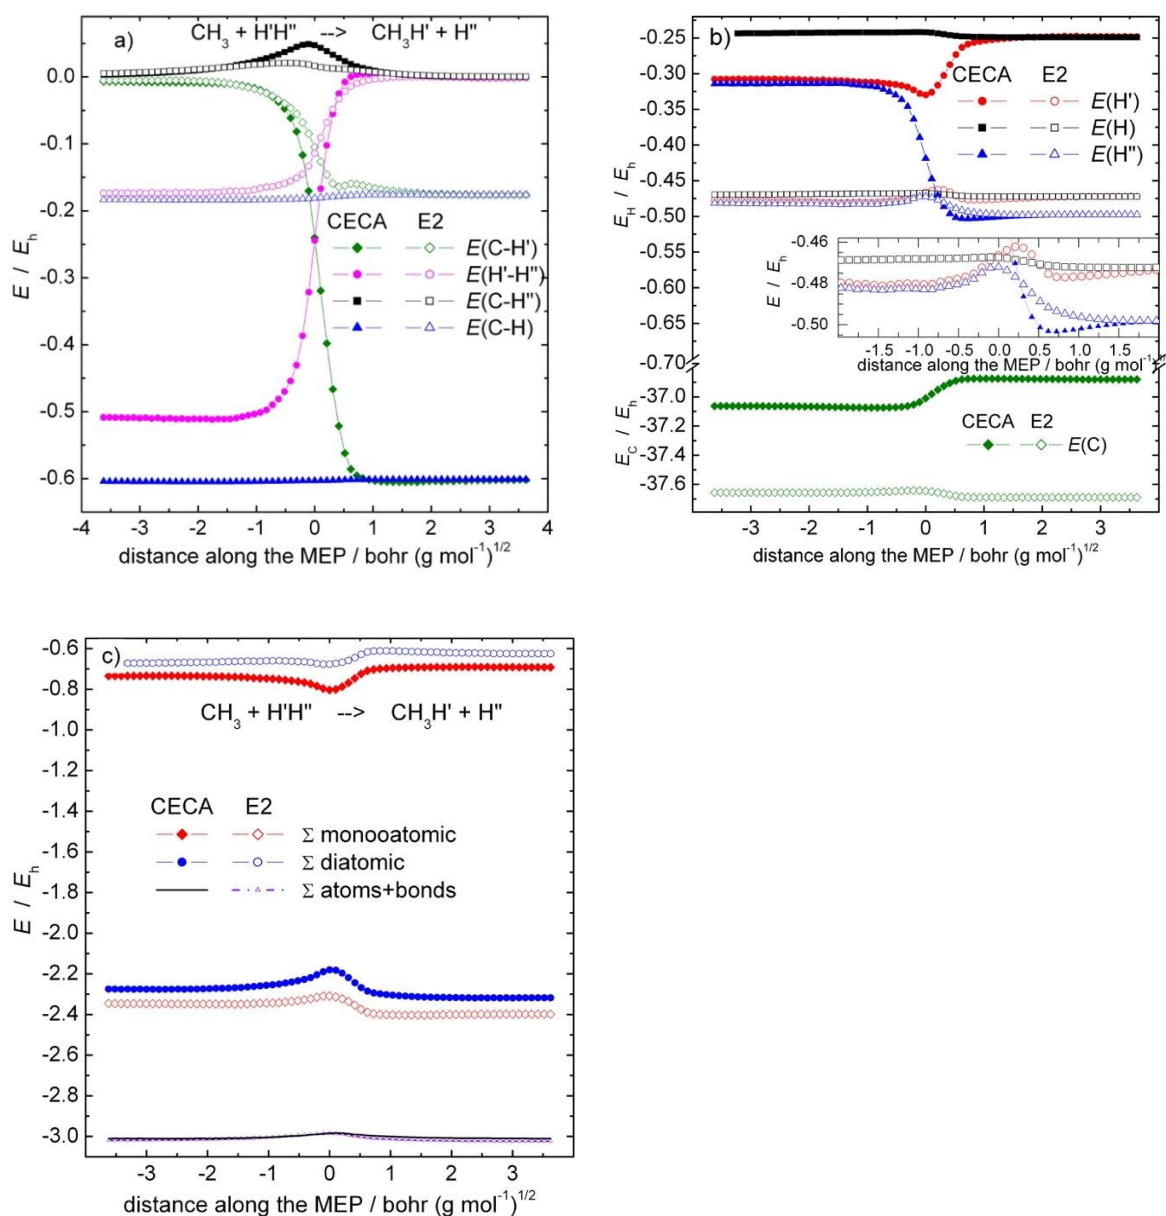 a)
CH3 + H'H" --> CH3H' + H"
0.0
-0.1
-0.2
-0.3
-0.4
-0.5
-0.6
E / Eh
CECA E2
E(C-H')
E(H'-H")
E(C-H")
E(C-H)
-4 -3 -2 -1 0 1 2 3 4
distance along the MEP / bohr (g mol-1)1/2
b)
-0.25
-0.30
-0.35
-0.40
-0.45
-0.50
-0.55
-0.60
-0.65
-0.70
EH / Eh
CECA E2
E(H')
E(H)
E(H")
-0.46
-0.48
-0.50
E / Eh
-1.5 -1.0 -0.5 0.0 0.5 1.0 1.5
distance along the MEP / bohr (g mol-1)
-37.0
-37.2
-37.4
-37.6
EC / Eh
CECA E2
E(C)
-3 -2 -1 0 1 2 3
distance along the MEP / bohr (g mol-1)1/2
c)
-0.6
-0.8
-1.0
-1.2
-1.4
-1.6
-1.8
-2.0
-2.2
-2.4
-2.6
-2.8
-3.0
E / Eh
CH3 + H'H" --> CH3H' + H"
CECA E2
Σ monooatomic
Σ diatomic
Σ atoms+bonds
-3 -2 -1 0 1 2 3
distance along the MEP / bohr (g mol-1)1/2